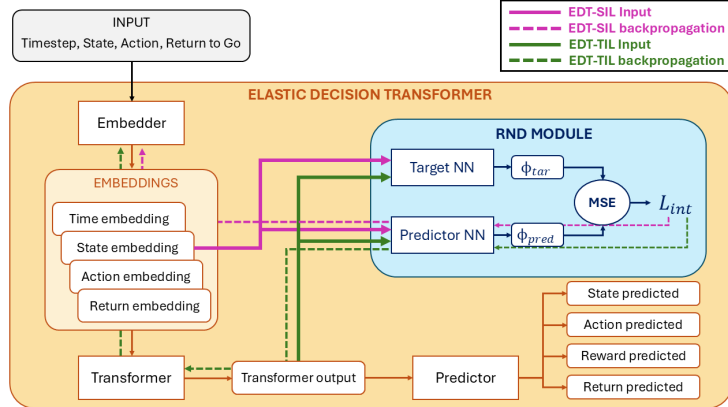 INPUT
Timestep, State, Action, Return to Go
EDT-SIL Input
EDT-SIL backpropagation
EDT-TIL Input
EDT-TIL backpropagation
ELASTIC DECISION TRANSFORMER
Embedder
EMBEDDINGS
Time embedding
State embedding
Action embedding
Return embedding
RND MODULE
Target NN
ϕtar
MSE
Lint
Predictor NN
ϕpred
Transformer
Transformer output
Predictor
State predicted
Action predicted
Reward predicted
Return predicted